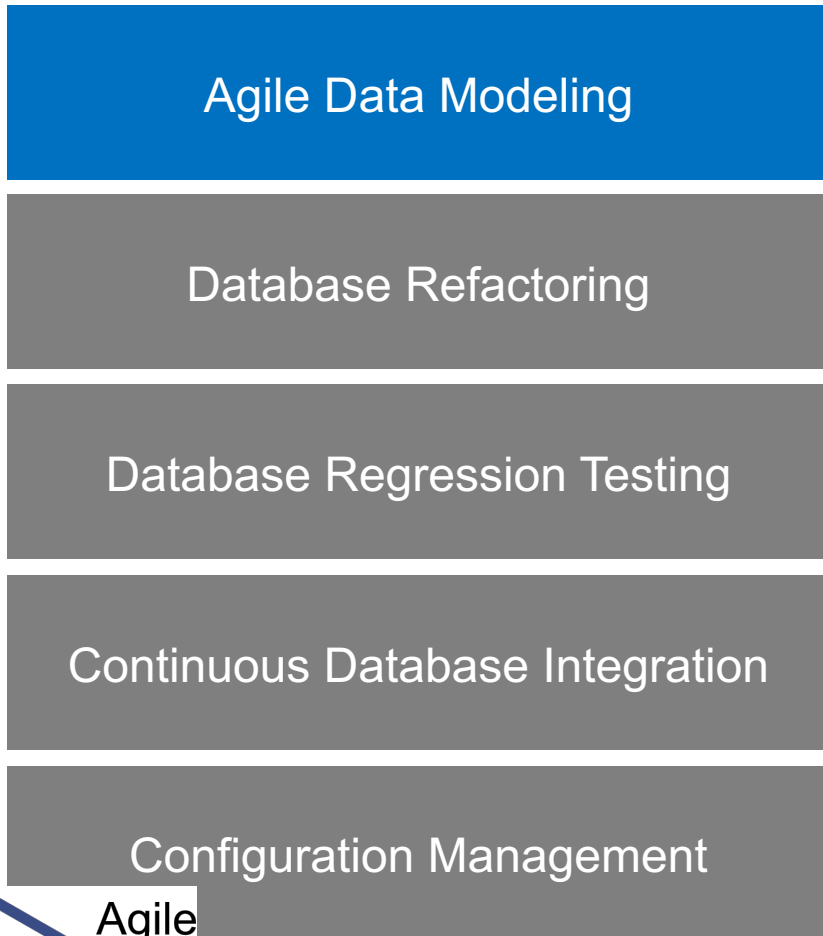 Agile Data Modeling
Database Refactoring
Database Regression Testing
Continuous Database Integration
Configuration Management
Agile